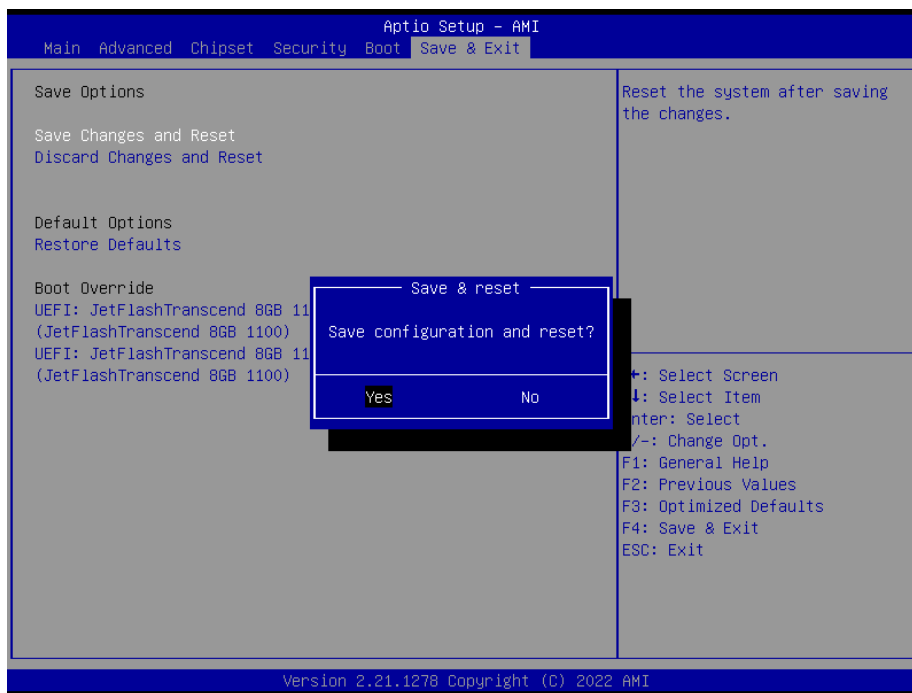 Aptio Setup – AMI
Main Advanced Chipset Security Boot Save & Exit
Save Options
Save Changes and Reset
Discard Changes and Reset
Default Options
Restore Defaults
Boot Override
UEFI: JetFlashTranscend 8GB 11
(JetFlashTranscend 8GB 1100)
UEFI: JetFlashTranscend 8GB 11
(JetFlashTranscend 8GB 1100)
Save & reset
Save configuration and reset?
Yes No
Reset the system after saving
the changes.
: Select Screen
: Select Item
nter: Select
/-: Change Opt.
F1: General Help
F2: Previous Values
F3: Optimized Defaults
F4: Save & Exit
ESC: Exit
Version 2.21.1278 Copyright (C) 2022 AMI